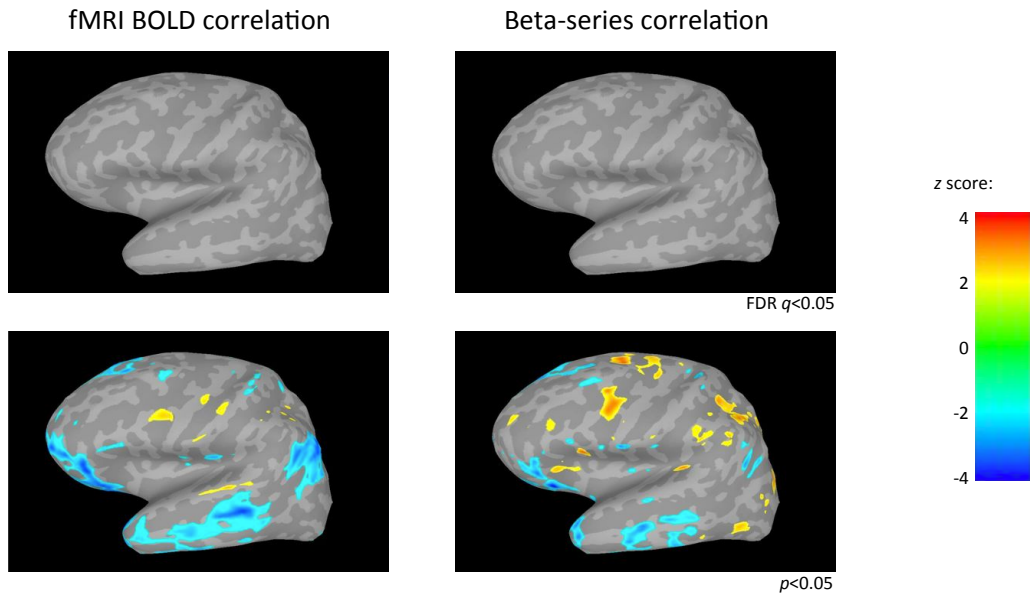 fMRI BOLD correlation
Beta-series correlation
FDR q<0.05
p<0.05
z score:
4
2
0
-2
-4